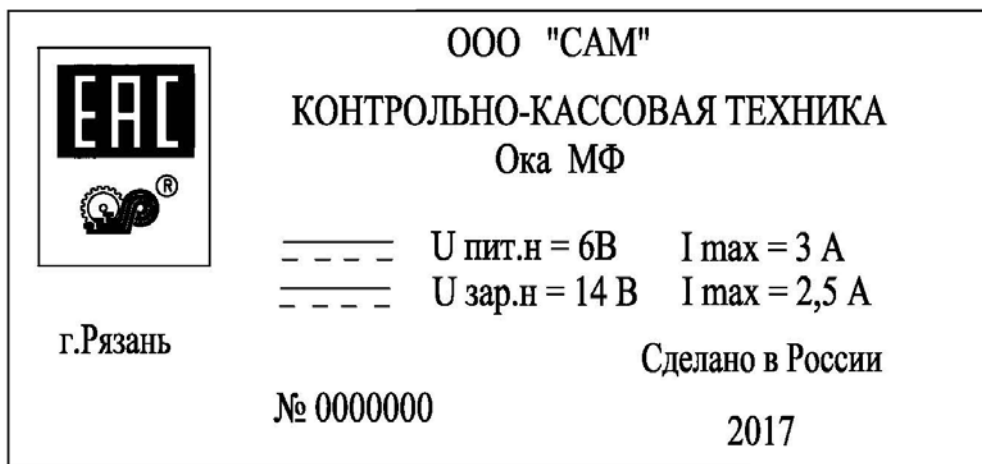 ООО "САМ"
EAC
КОНТРОЛЬНО-КАССОВАЯ ТЕХНИКА
Ока МФ
®
U пит.н = 6В I max = 3 А
U зар.н = 14 В I max = 2,5 А
г.Рязань
Сделано в России
№ 0000000
2017